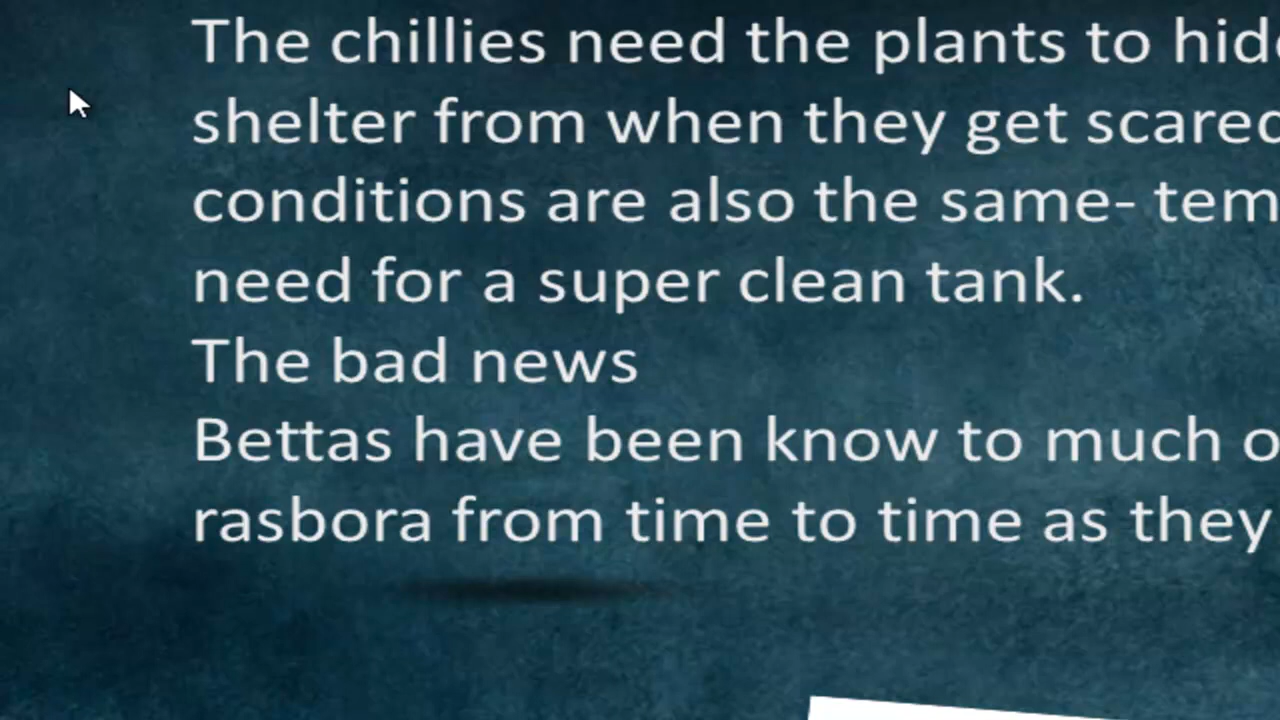 The chillies need the plants to hid
shelter from when they get scared
conditions are also the same- tem
need for a super clean tank.
The bad news
Bettas have been know to much o
rasbora from time to time as they